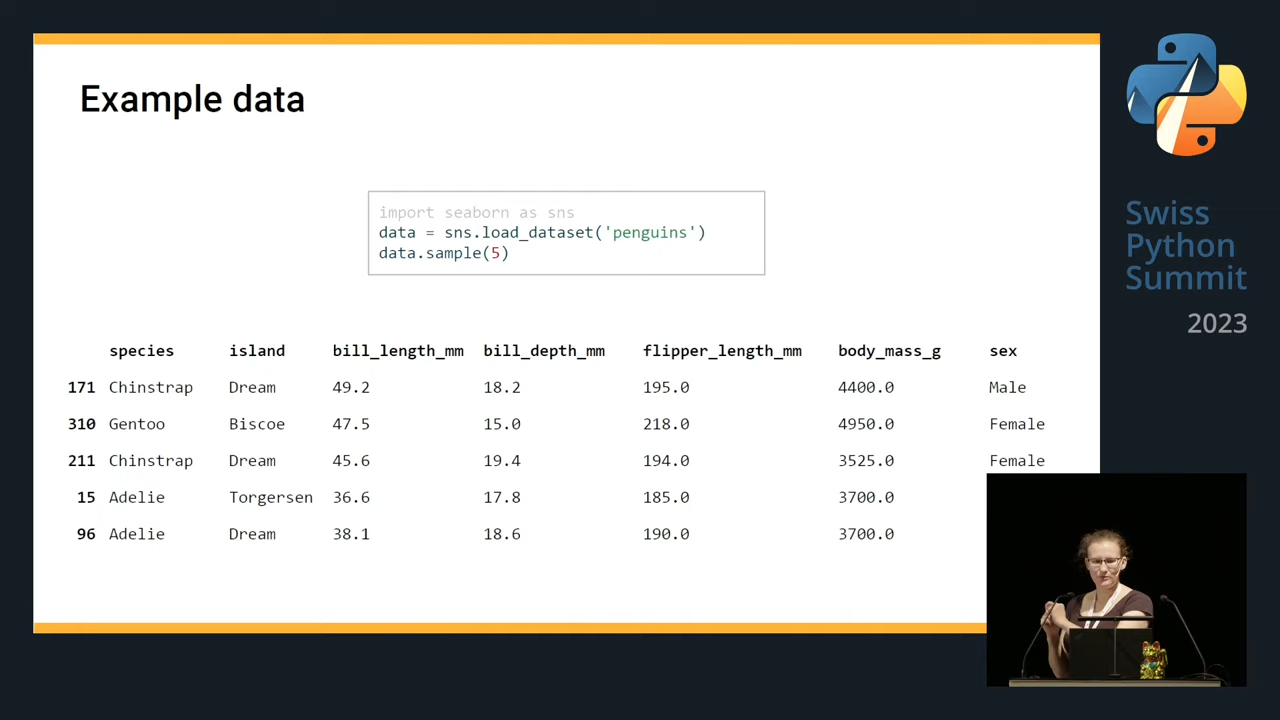 Example data
import seaborn as sns
data = sns.load_dataset('penguins')
data.sample(5)
species island bill_length_mm bill_depth_mm flipper_length_mm body_mass_g sex
171 Chinstrap Dream 49.2 18.2 195.0 4400.0 Male
310 Gentoo Biscoe 47.5 15.0 218.0 4950.0 Female
211 Chinstrap Dream 45.6 19.4 194.0 3525.0 Female
15 Adelie Torgersen 36.6 17.8 185.0 3700.0
96 Adelie Dream 38.1 18.6 190.0 3700.0
Swiss
Python
Summit
2023